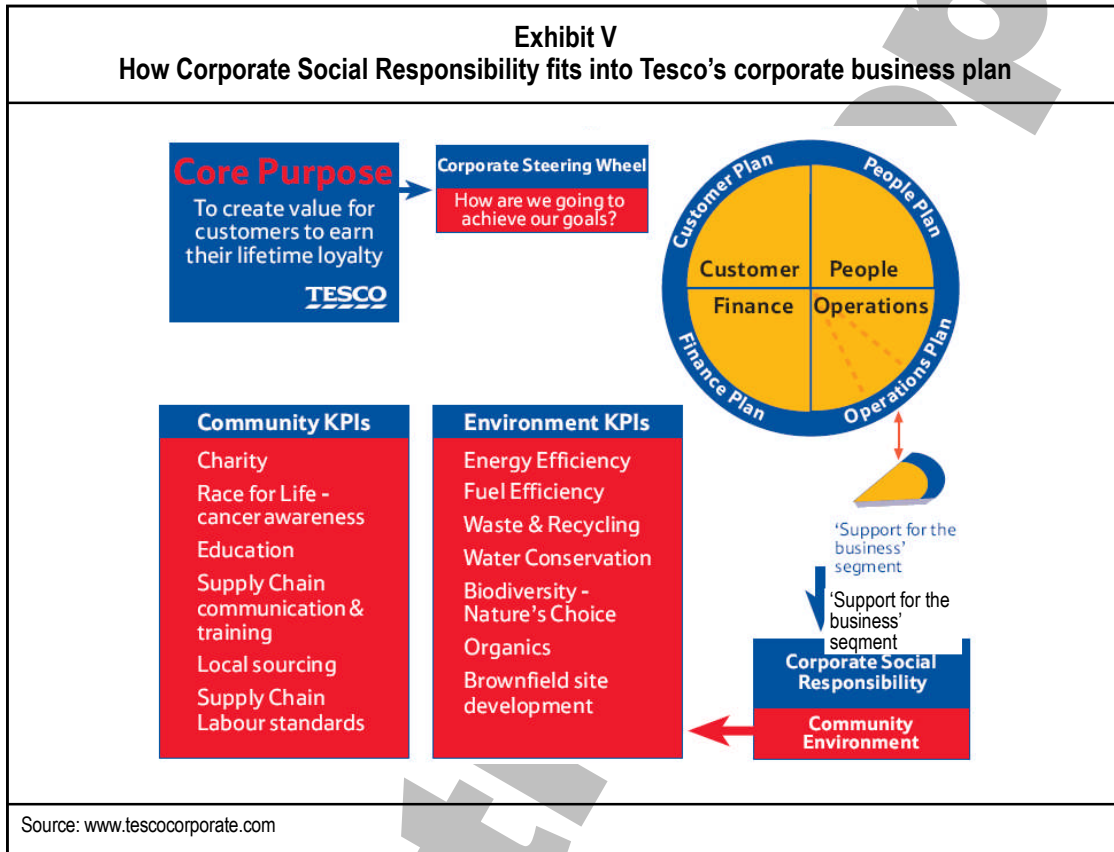 Exhibit V
How Corporate Social Responsibility fits into Tesco's corporate business plan
Core Purpose
To create value for
customers to earn
their lifetime loyalty
TESCO
Corporate Steering Wheel
How are we going to
achieve our goals?
Customer Plan
People Plan
Customer
People
Finance
Operations
Finance Plan
Operations Plan
'Support for the
business'
segment
'Support for the
business'
seqment
Corporate Social
Responsibility
Community
Environment
Community KPIs
Charity
Race for Life -
cancer awareness
Education
Supply Chain
communication &
training
Local sourcing
Supply Chain
Labour standards
Environment KPIs
Energy Efficiency
Fuel Efficiency
Waste & Recycling
Water Conservation
Biodiversity -
Nature's Choice
Organics
Brownfield site
development
Source: www.tescocorporate.com